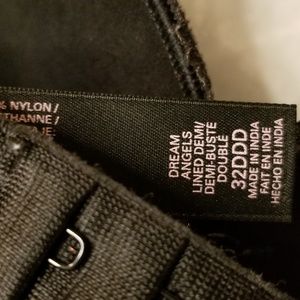 % NYLON /
THANNE /
JE:
DREAM
ANGELS
LINED DEMI/
DEMI-BUSTE
DOUBLÉ
32DDD
MADE IN INDIA
FAIT EN INDE
HECHO EN INDIA